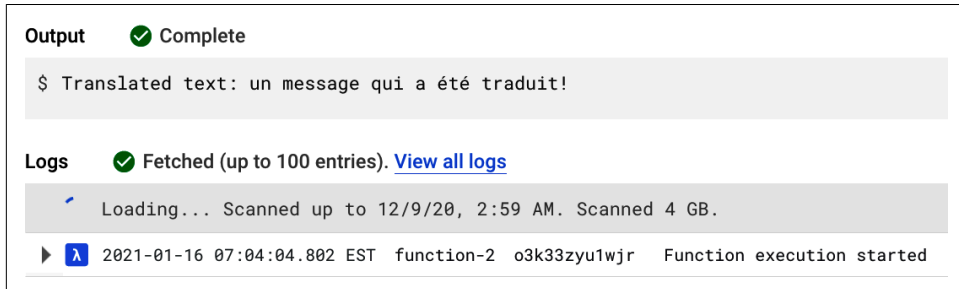 Output Complete
$ Translated text: un message qui a été traduit!
Logs Fetched (up to 100 entries). View all logs
Loading... Scanned up to 12/9/20, 2:59 AM. Scanned 4 GB.
λ 2021-01-16 07:04:04.802 EST function-2 o3k33zyu1wjr Function execution started